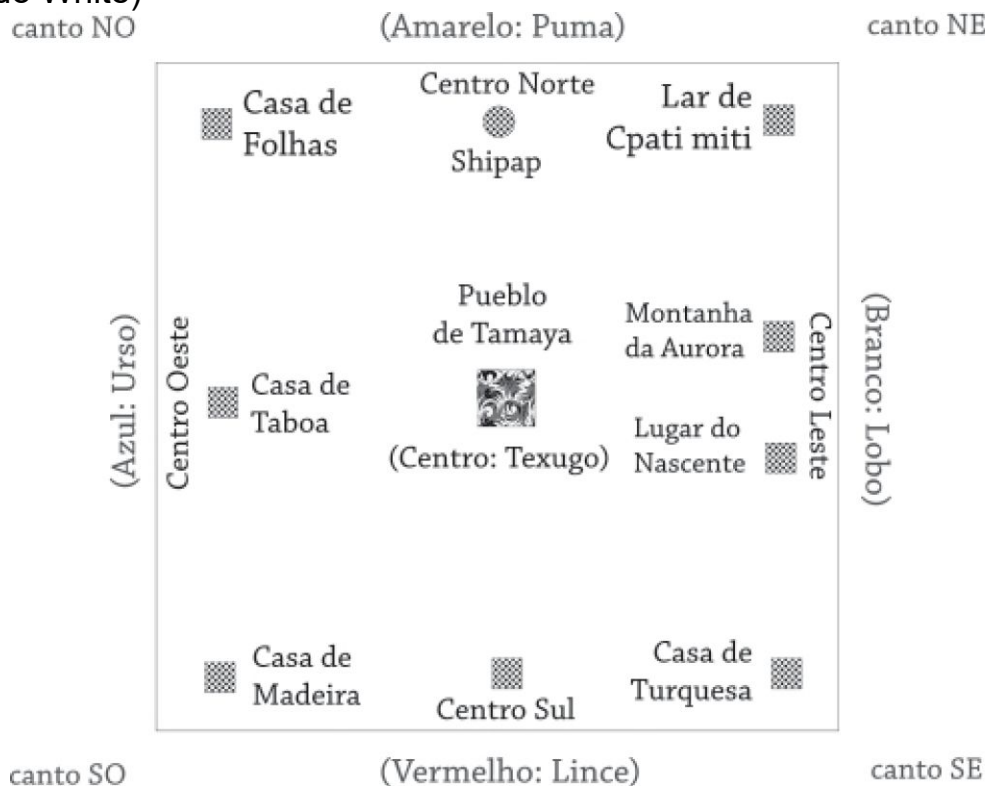 do White)
canto NO
(Amarelo: Puma)
canto NE
Centro Norte
Casa de
Folhas
Shipap
Lar de
Cpati miti
(Azul: Urso)
Centro Oeste
Casa de
Taboa
Pueblo
de Tamaya
(Centro: Texugo)
Montanha
da Aurora
Lugar do
Nascente
Centro Leste
(Branco: Lobo)
Casa de
Madeira
Centro Sul
Casa de
Turquesa
canto SO
(Vermelho: Lince)
canto SE